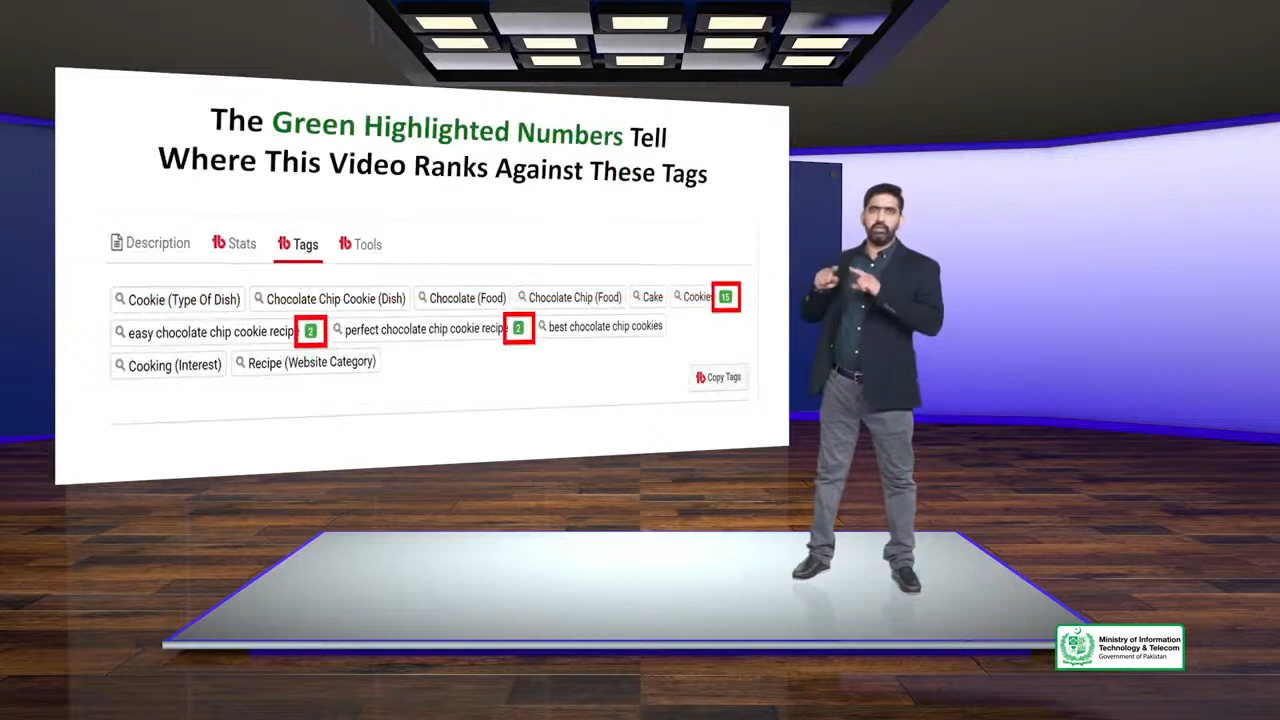 The Green Highlighted Numbers Tell
Where This Video Ranks Against These Tags
Description Stats Tags Tools
Cookie (Type Of Dish) Chocolate Chip Cookie (Dish) Chocolate (Food) Chocolate Chip (Food) Cake Cookies 15
easy chocolate chip cookie recip 2 perfect chocolate chip cookie recip 2 best chocolate chip cookies
Cooking (Interest) Recipe (Website Category)
Copy Tags
Ministry of Information
Technology & Telecom
Government of Pakistan